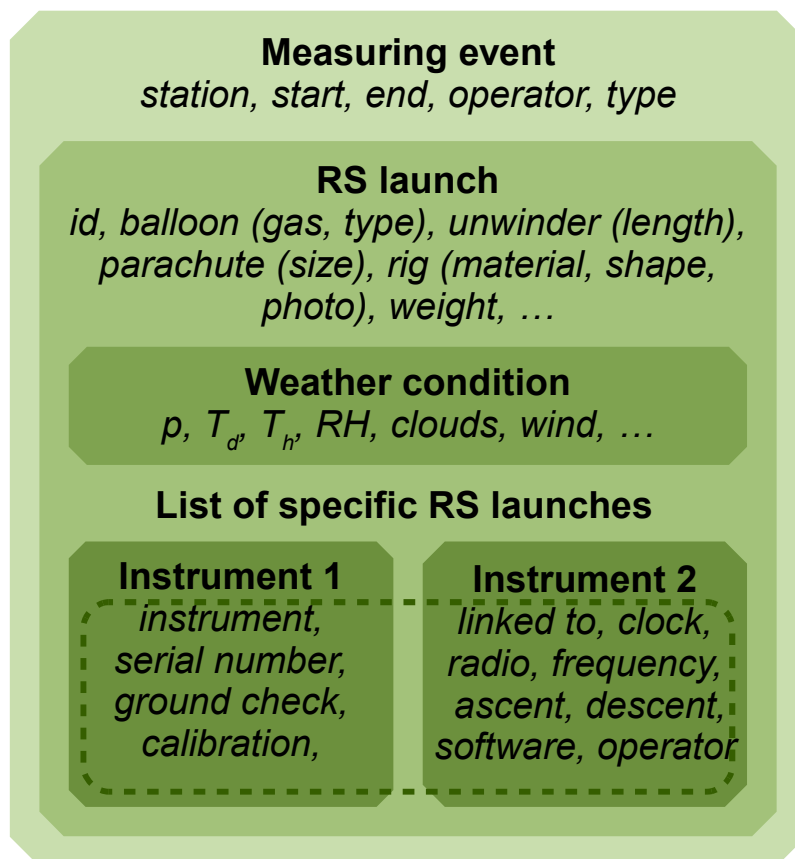 Measuring event
station, start, end, operator, type
RS launch
id, balloon (gas, type), unwinder (length),
parachute (size), rig (material, shape,
photo), weight, …
Weather condition
p, T_d, T_h, RH, clouds, wind, …
List of specific RS launches
Instrument 1
instrument,
serial number,
ground check,
calibration,
Instrument 2
linked to, clock,
radio, frequency,
ascent, descent,
software, operator